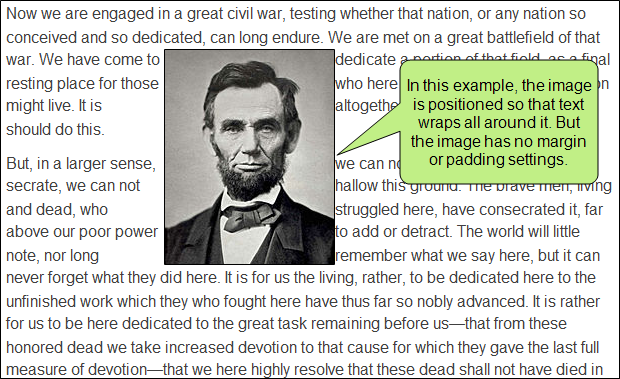 Now we are engaged in a great civil war, testing whether that nation, or any nation so
conceived and so dedicated, can long endure. We are met on a great battlefield of that
war. We have come to dedicate a portion of that field, as a final
resting place for those who here
might live. It is
should do this.
But, in a larger sense, we can
secrate, we can not hallow this ground. The brave men, living
and dead, who struggled here, have consecrated it, far
above our poor power to add or detract. The world will little
note, nor long remember what we say here, but it can
never forget what they did here. It is for us the living, rather, to be dedicated here to the
unfinished work which they who fought here have thus far so nobly advanced. It is rather
for us to be here dedicated to the great task remaining before us—that from these
honored dead we take increased devotion to that cause for which they gave the last full
measure of devotion—that we here highly resolve that these dead shall not have died in
In this example, the image
is positioned so that text
wraps all around it. But
the image has no margin
or padding settings.